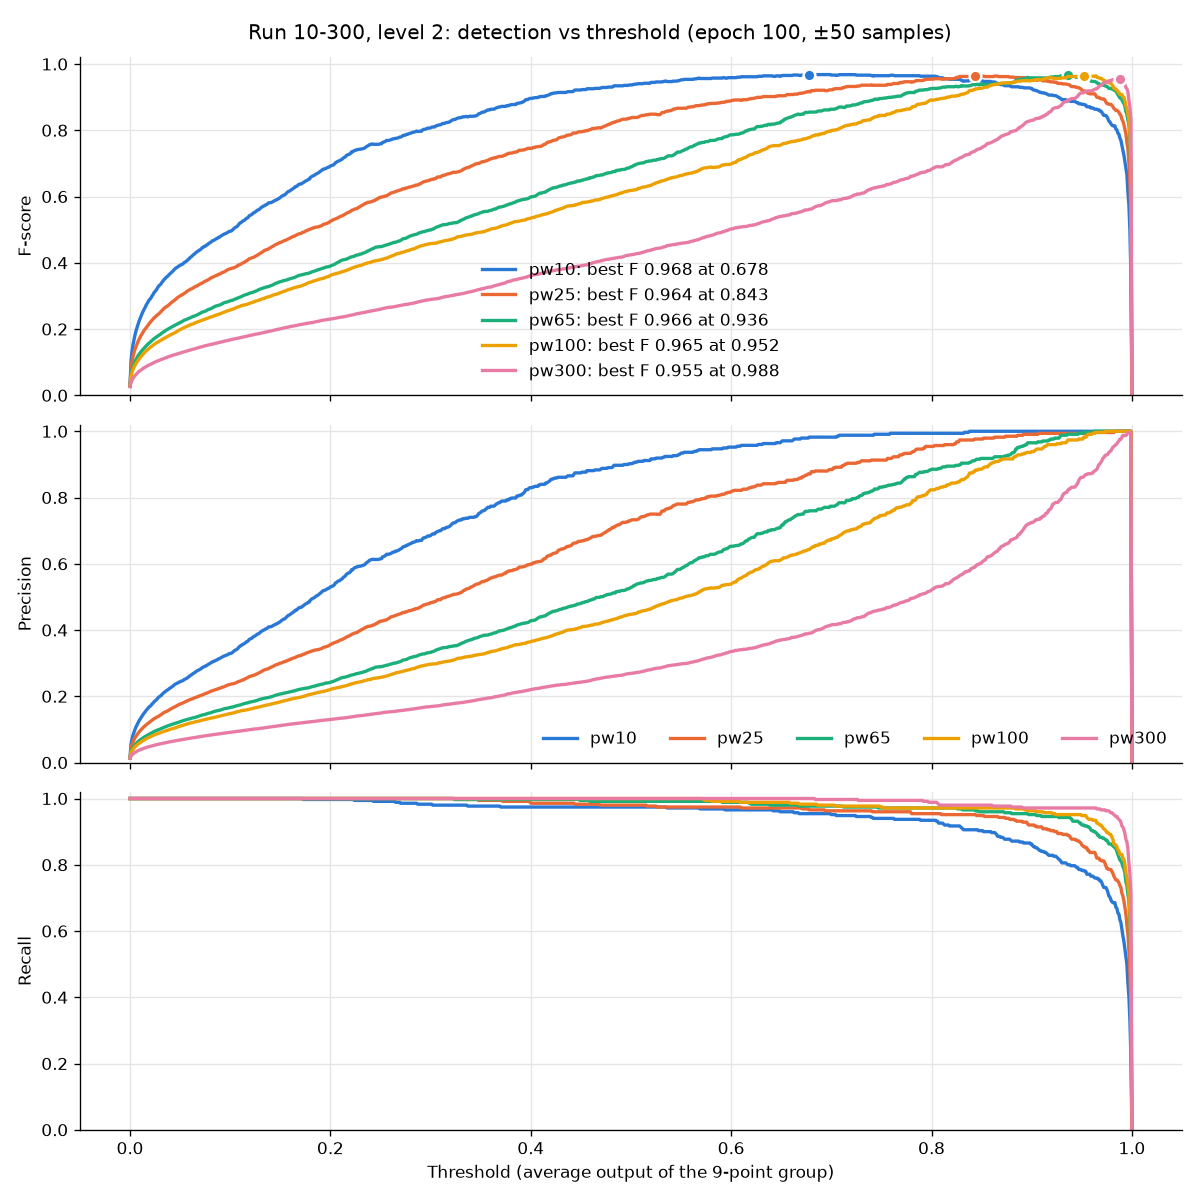 Run 10-300, level 2: detection vs threshold (epoch 100, ±50 samples)
1.0
0.8
0.6
0.4
0.2
0.0
F-score
pw10: best F 0.968 at 0.678
pw25: best F 0.964 at 0.843
pw65: best F 0.966 at 0.936
pw100: best F 0.965 at 0.952
pw300: best F 0.955 at 0.988
1.0
0.8
0.6
0.4
0.2
0.0
Precision
pw10 pw25 pw65 pw100 pw300
1.0
0.8
0.6
0.4
0.2
0.0
Recall
0.0 0.2 0.4 0.6 0.8 1.0
Threshold (average output of the 9-point group)